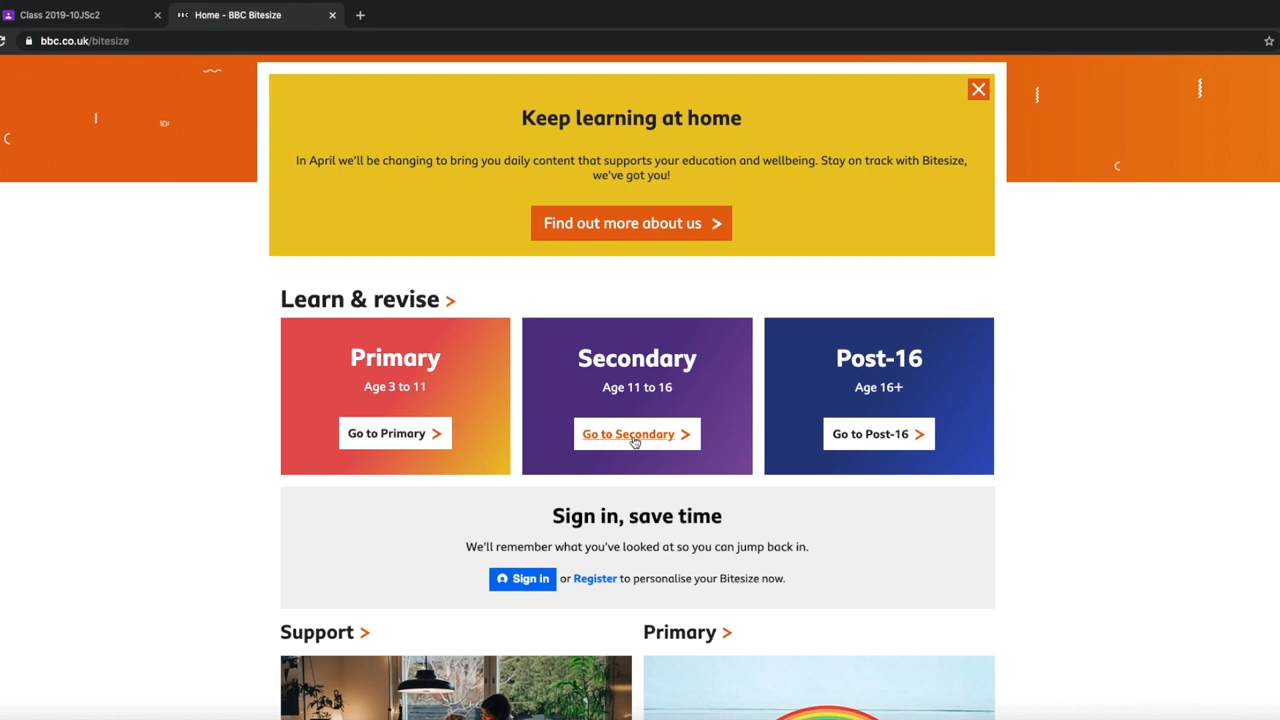 Class 2019-10JSc2
BBC Home - BBC Bitesize
bbc.co.uk/bitesize
Keep learning at home
In April we'll be changing to bring you daily content that supports your education and wellbeing. Stay on track with Bitesize,
we've got you!
Find out more about us >
Learn & revise >
Primary
Age 3 to 11
Go to Primary >
Secondary
Age 11 to 16
Go to Secondary >
Post-16
Age 16+
Go to Post-16 >
Sign in, save time
We'll remember what you've looked at so you can jump back in.
Sign in or Register to personalise your Bitesize now.
Support >
Primary >